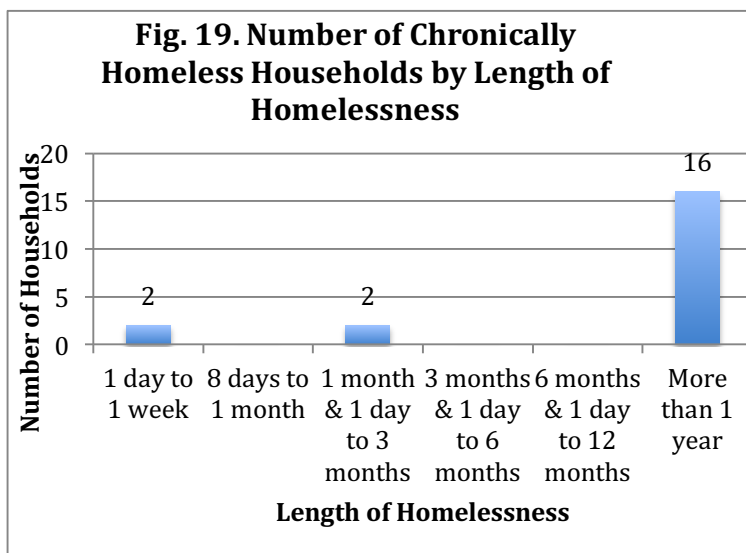 Fig. 19. Number of Chronically
Homeless Households by Length of
Homelessness
Number of Households
20
15
10
5
0
2
2
16
1 day to
1 week
8 days to
1 month
1 month
& 1 day
to 3
months
3 months
& 1 day
to 6
months
6 months
& 1 day
to 12
months
More
than 1
year
Length of Homelessness